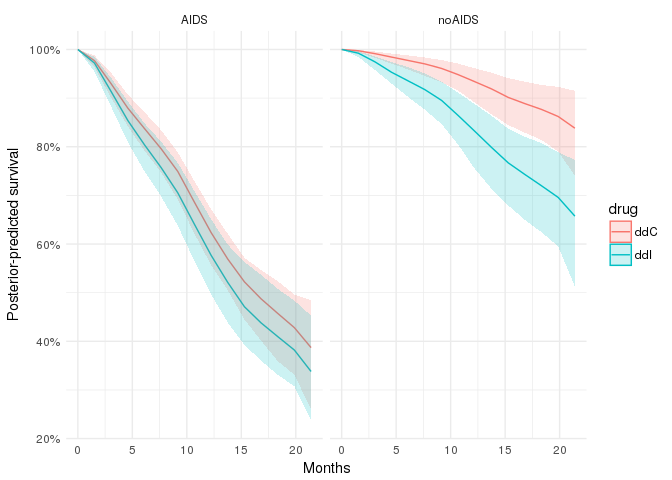 AIDS
noAIDS
100%
80%
60%
40%
20%
Posterior-predicted survival
0 5 10 15 20
0 5 10 15 20
Months
drug
ddC
ddI